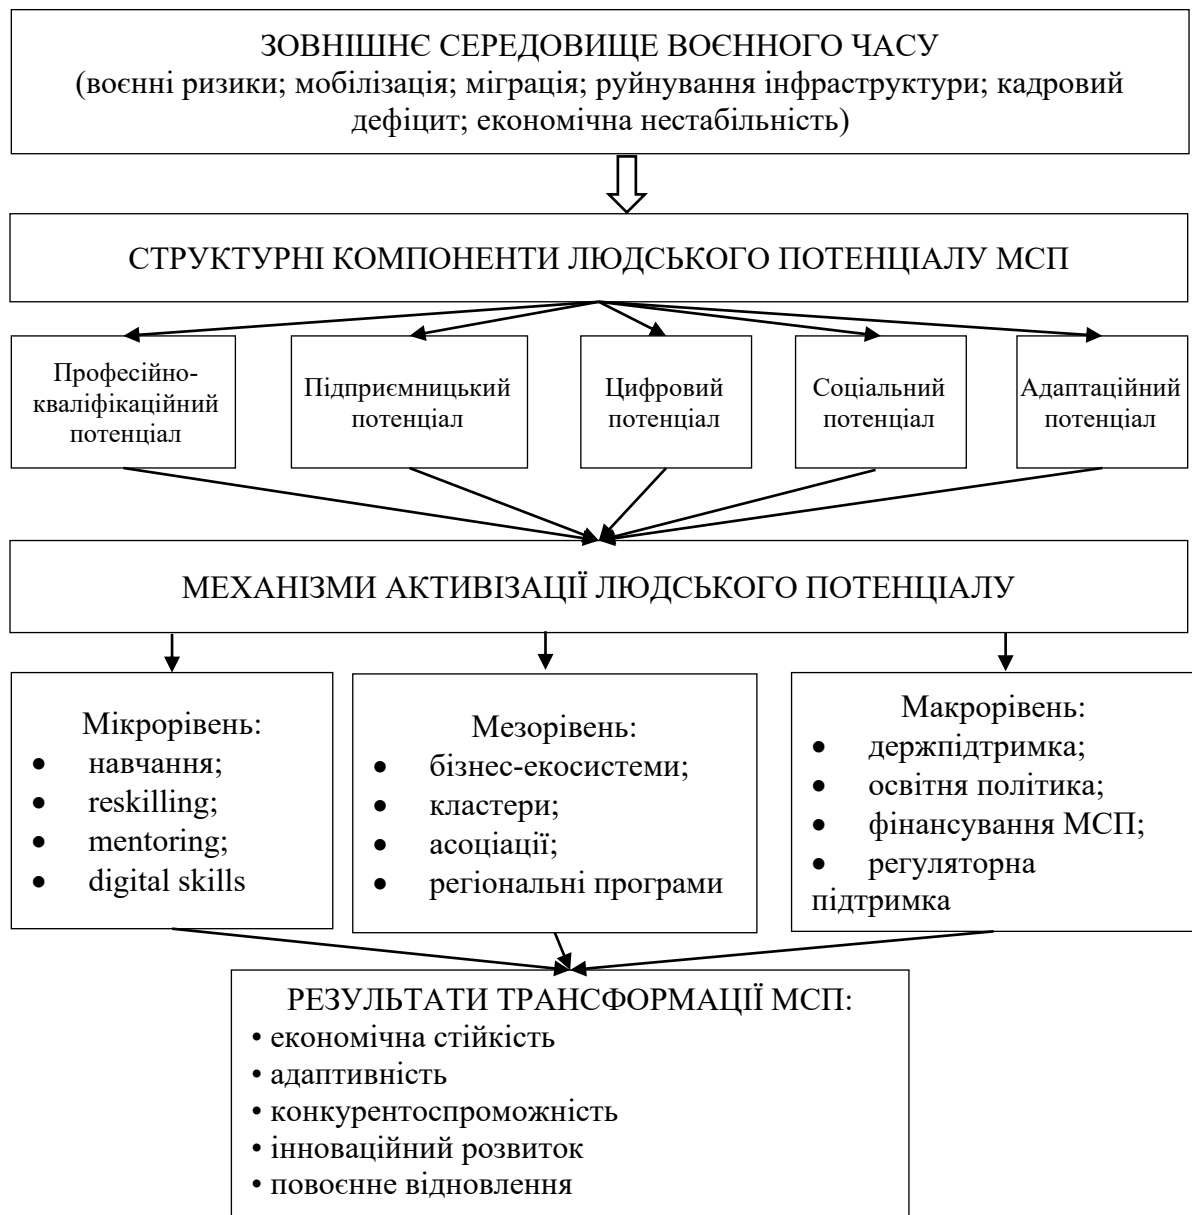 ЗОВНІШНЄ СЕРЕДОВИЩЕ ВОЄННОГО ЧАСУ
(воєнні ризики; мобілізація; міграція; руйнування інфраструктури; кадровий
дефіцит; економічна нестабільність)
СТРУКТУРНІ КОМПОНЕНТИ ЛЮДСЬКОГО ПОТЕНЦІАЛУ МСП
Професійно-
кваліфікаційний
потенціал
Підприємницький
потенціал
Цифровий
потенціал
Соціальний
потенціал
Адаптаційний
потенціал
МЕХАНІЗМИ АКТИВІЗАЦІЇ ЛЮДСЬКОГО ПОТЕНЦІАЛУ
Мікрорівень:
• навчання;
• reskilling;
• mentoring;
• digital skills
Мезорівень:
• бізнес-екосистеми;
• кластери;
• асоціації;
• регіональні програми
Макрорівень:
• держпідтримка;
• освітня політика;
• фінансування МСП;
• регуляторна
підтримка
РЕЗУЛЬТАТИ ТРАНСФОРМАЦІЇ МСП:
• економічна стійкість
• адаптивність
• конкурентоспроможність
• інноваційний розвиток
• повоєнне відновлення